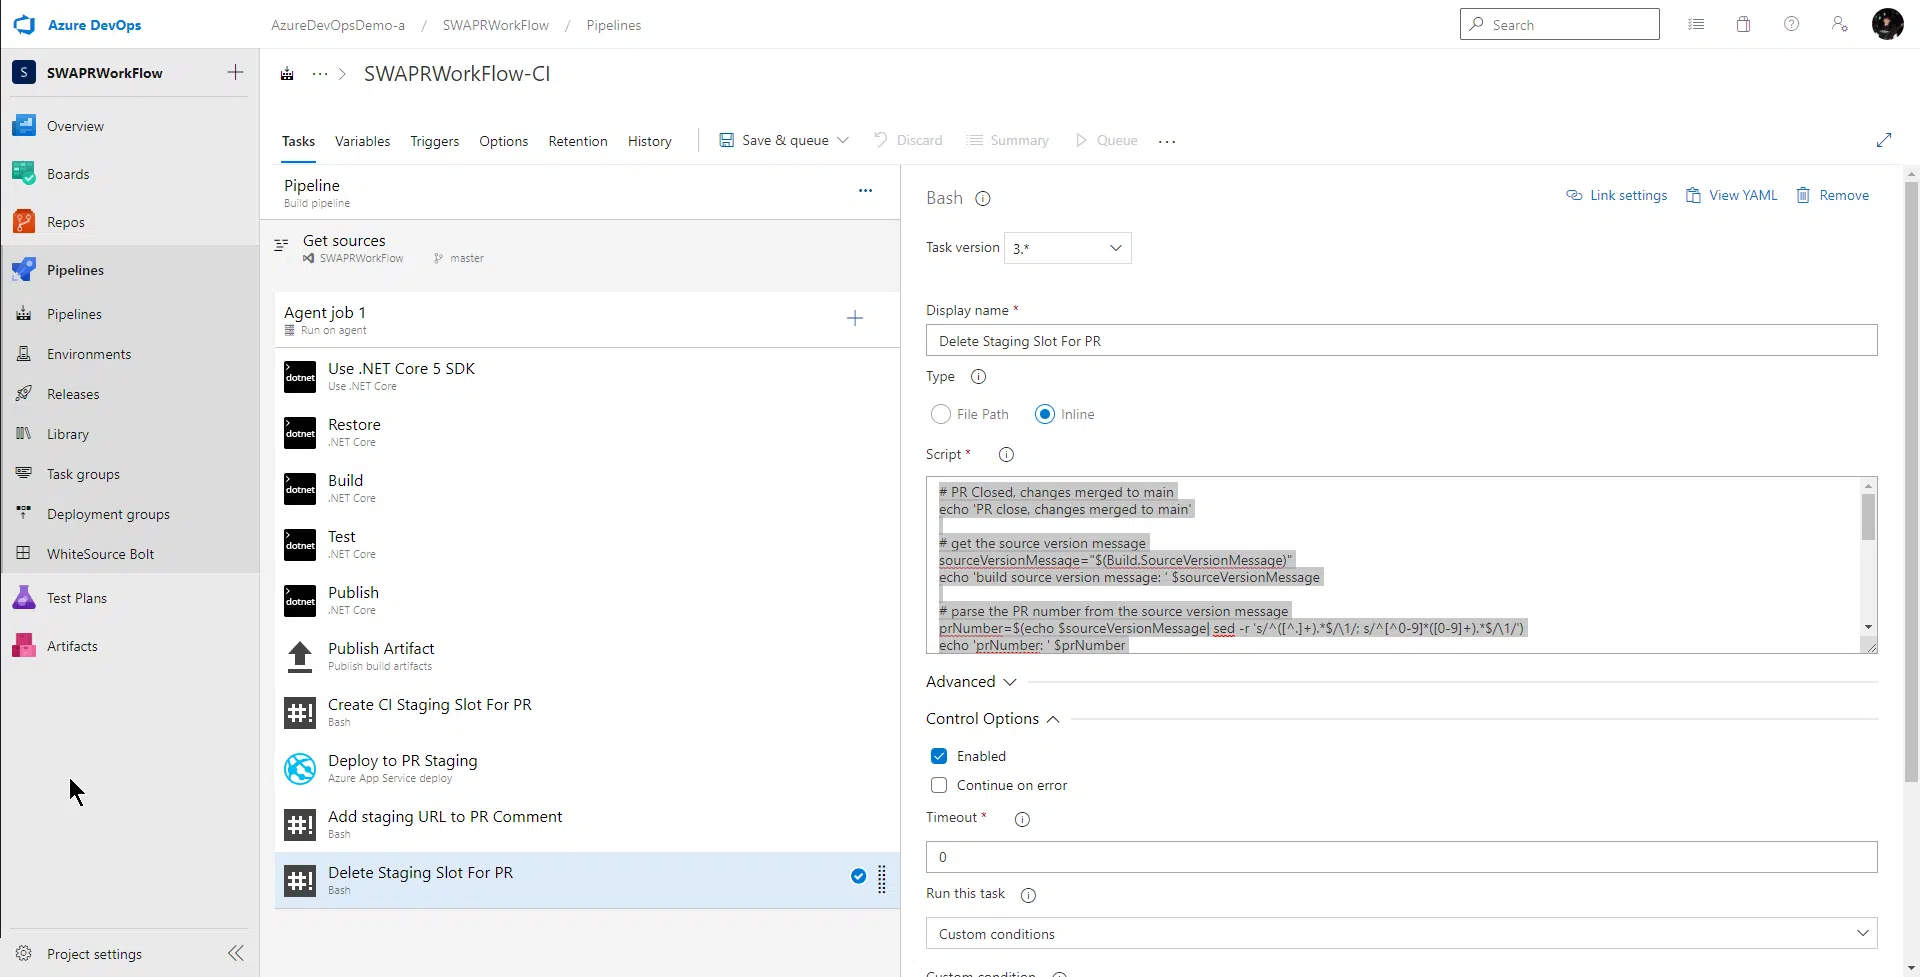 Azure DevOps
AzureDevOpsDemo-a / SWAPRWorkFlow / Pipelines
Search
S SWAPRWorkFlow
SWAPRWorkFlow-CI
Overview
Boards
Repos
Pipelines
Pipelines
Environments
Releases
Library
Task groups
Deployment groups
WhiteSource Bolt
Test Plans
Artifacts
Project settings
Tasks Variables Triggers Options Retention History Save & queue Discard Summary Queue
Pipeline
Build pipeline
Get sources
SWAPRWorkFlow master
Agent job 1
Run on agent
dotnet Use .NET Core 5 SDK
Use .NET Core
dotnet Restore
.NET Core
dotnet Build
.NET Core
dotnet Test
.NET Core
dotnet Publish
.NET Core
Publish Artifact
Publish build artifacts
#! Create CI Staging Slot For PR
Bash
Deploy to PR Staging
Azure App Service deploy
#! Add staging URL to PR Comment
Bash
#! Delete Staging Slot For PR
Bash
Bash
Link settings View YAML Remove
Task version 3.*
Display name *
Delete Staging Slot For PR
Type
File Path Inline
Script *
# PR Closed, changes merged to main
echo 'PR close, changes merged to main'
# get the source version message
sourceVersionMessage="$(Build.SourceVersionMessage)"
echo 'build source version message: ' $sourceVersionMessage
# parse the PR number from the source version message
prNumber=$(echo $sourceVersionMessage| sed -r 's/^([^.]+).*$/\1/; s/^[^0-9]*([0-9]+).*$/\1/')
echo 'prNumber: ' $prNumber
Advanced
Control Options
Enabled
Continue on error
Timeout *
0
Run this task
Custom conditions
Custom condition